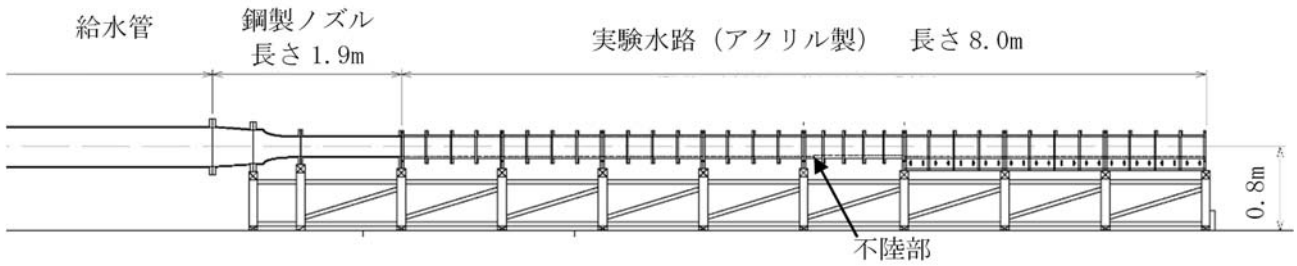 給水管
鋼製ノズル
長さ 1.9m
実験水路（アクリル製）　長さ 8.0m
0.8m
不陸部